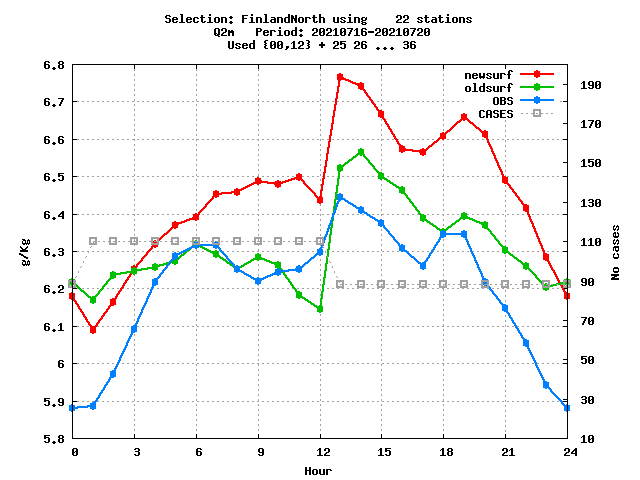 Selection: FinlandNorth using    22 stations
Q2m   Period: 20210716-20210720
Used {00,12} + 25 26 ... 36
newsurf
oldsurf
OBS
CASES
6.8
6.7
6.6
6.5
6.4
6.3
6.2
6.1
6
5.9
5.8
g/Kg
190
170
150
130
110
90
70
50
30
10
No cases
0 3 6 9 12 15 18 21 24
Hour